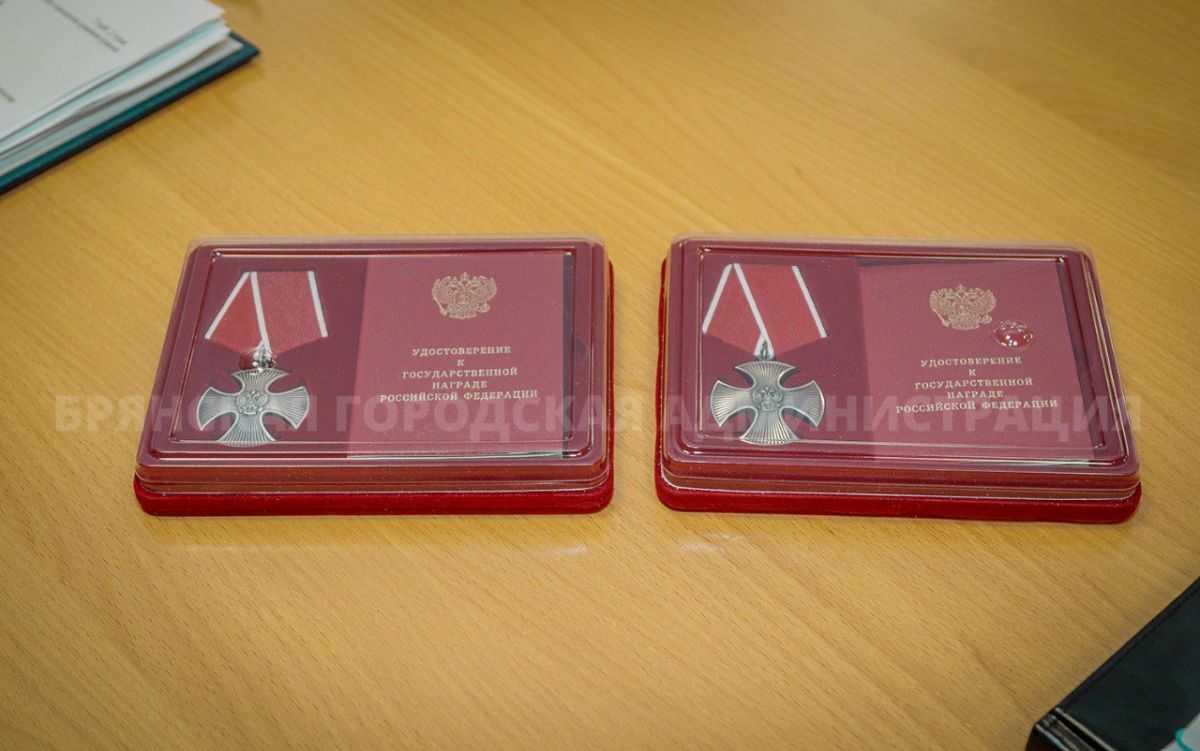 УДОСТОВЕРЕНИЕ
К
ГОСУДАРСТВЕННОЙ
НАГРАДЕ
РОССИЙСКОЙ ФЕДЕРАЦИИ
УДОСТОВЕРЕНИЕ
К
ГОСУДАРСТВЕННОЙ
НАГРАДЕ
РОССИЙСКОЙ ФЕДЕРАЦИИ
БРЯНСКАЯ ГОРОДСКАЯ АДМИНИСТРАЦИЯ